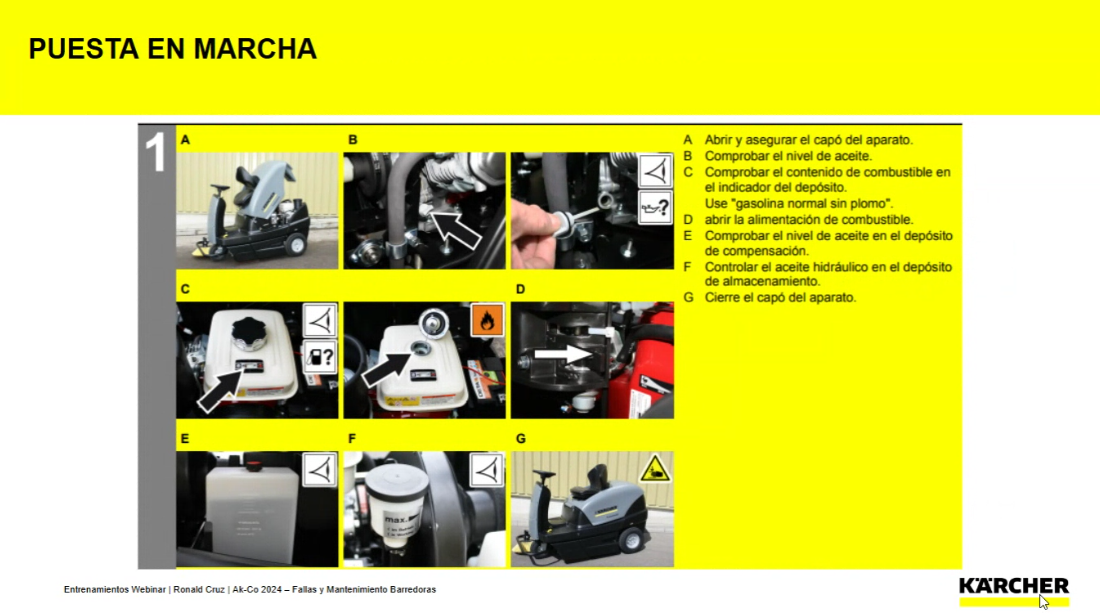 PUESTA EN MARCHA
1
A
B
A Abrir y asegurar el capó del aparato.
B Comprobar el nivel de aceite.
C Comprobar el contenido de combustible en
el indicador del depósito.
Use "gasolina normal sin plomo".
D abrir la alimentación de combustible.
E Comprobar el nivel de aceite en el depósito
de compensación.
F Controlar el aceite hidráulico en el depósito
de almacenamiento.
G Cierre el capó del aparato.
?
C
D
?
E
F
G
max.
Entrenamientos Webinar | Ronald Cruz | Ak-Co 2024 – Fallas y Mantenimiento Barredoras
KÄRCHER